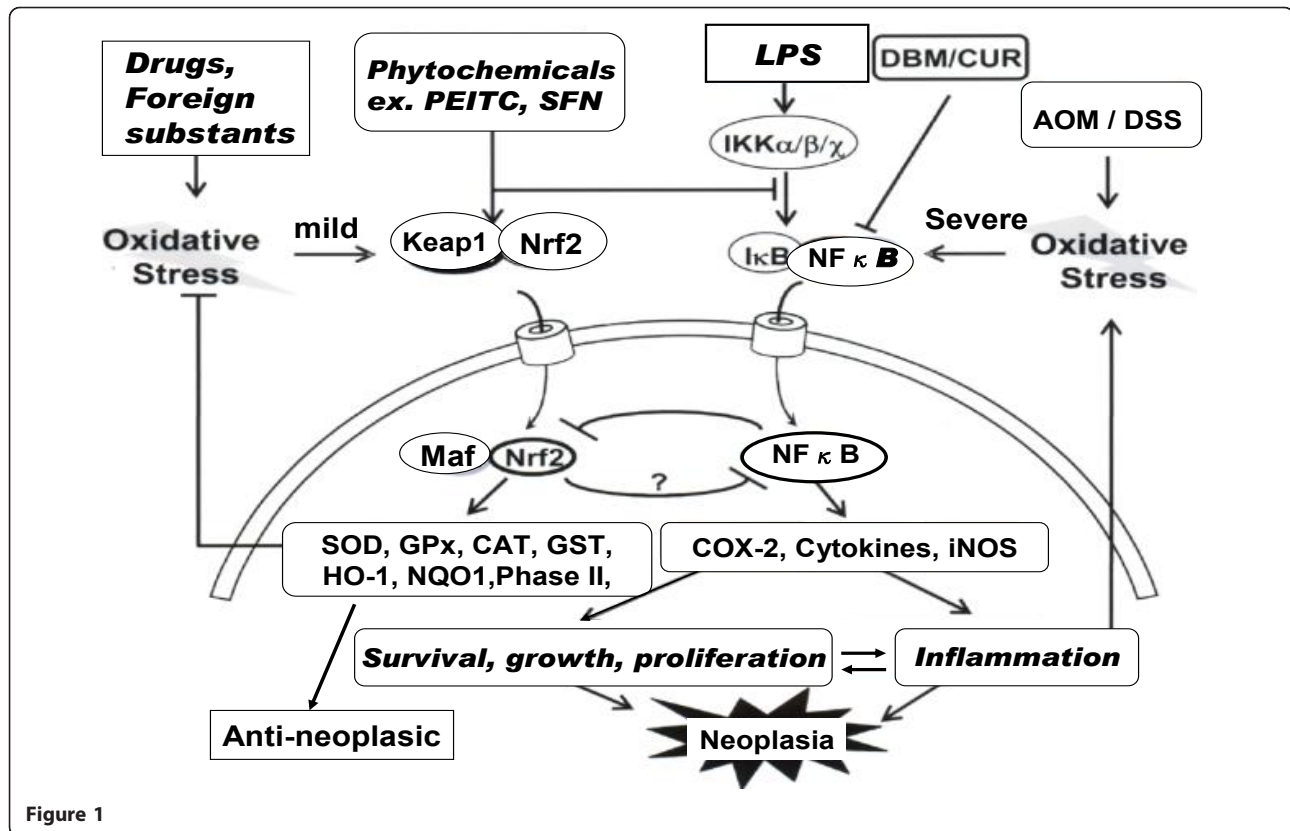 Drugs,
Foreign
substants
Phytochemicals
ex. PEITC, SFN
LPS
DBM/CUR
AOM / DSS
IKKα/β/χ
Oxidative
Stress
mild
Keap1
Nrf2
IκB
NF κ B
Severe
Oxidative
Stress
Maf
Nrf2
NF κ B
?
SOD, GPx, CAT, GST,
HO-1, NQO1,Phase II,
COX-2, Cytokines, iNOS
Survival, growth, proliferation
Inflammation
Anti-neoplasic
Neoplasia
Figure 1